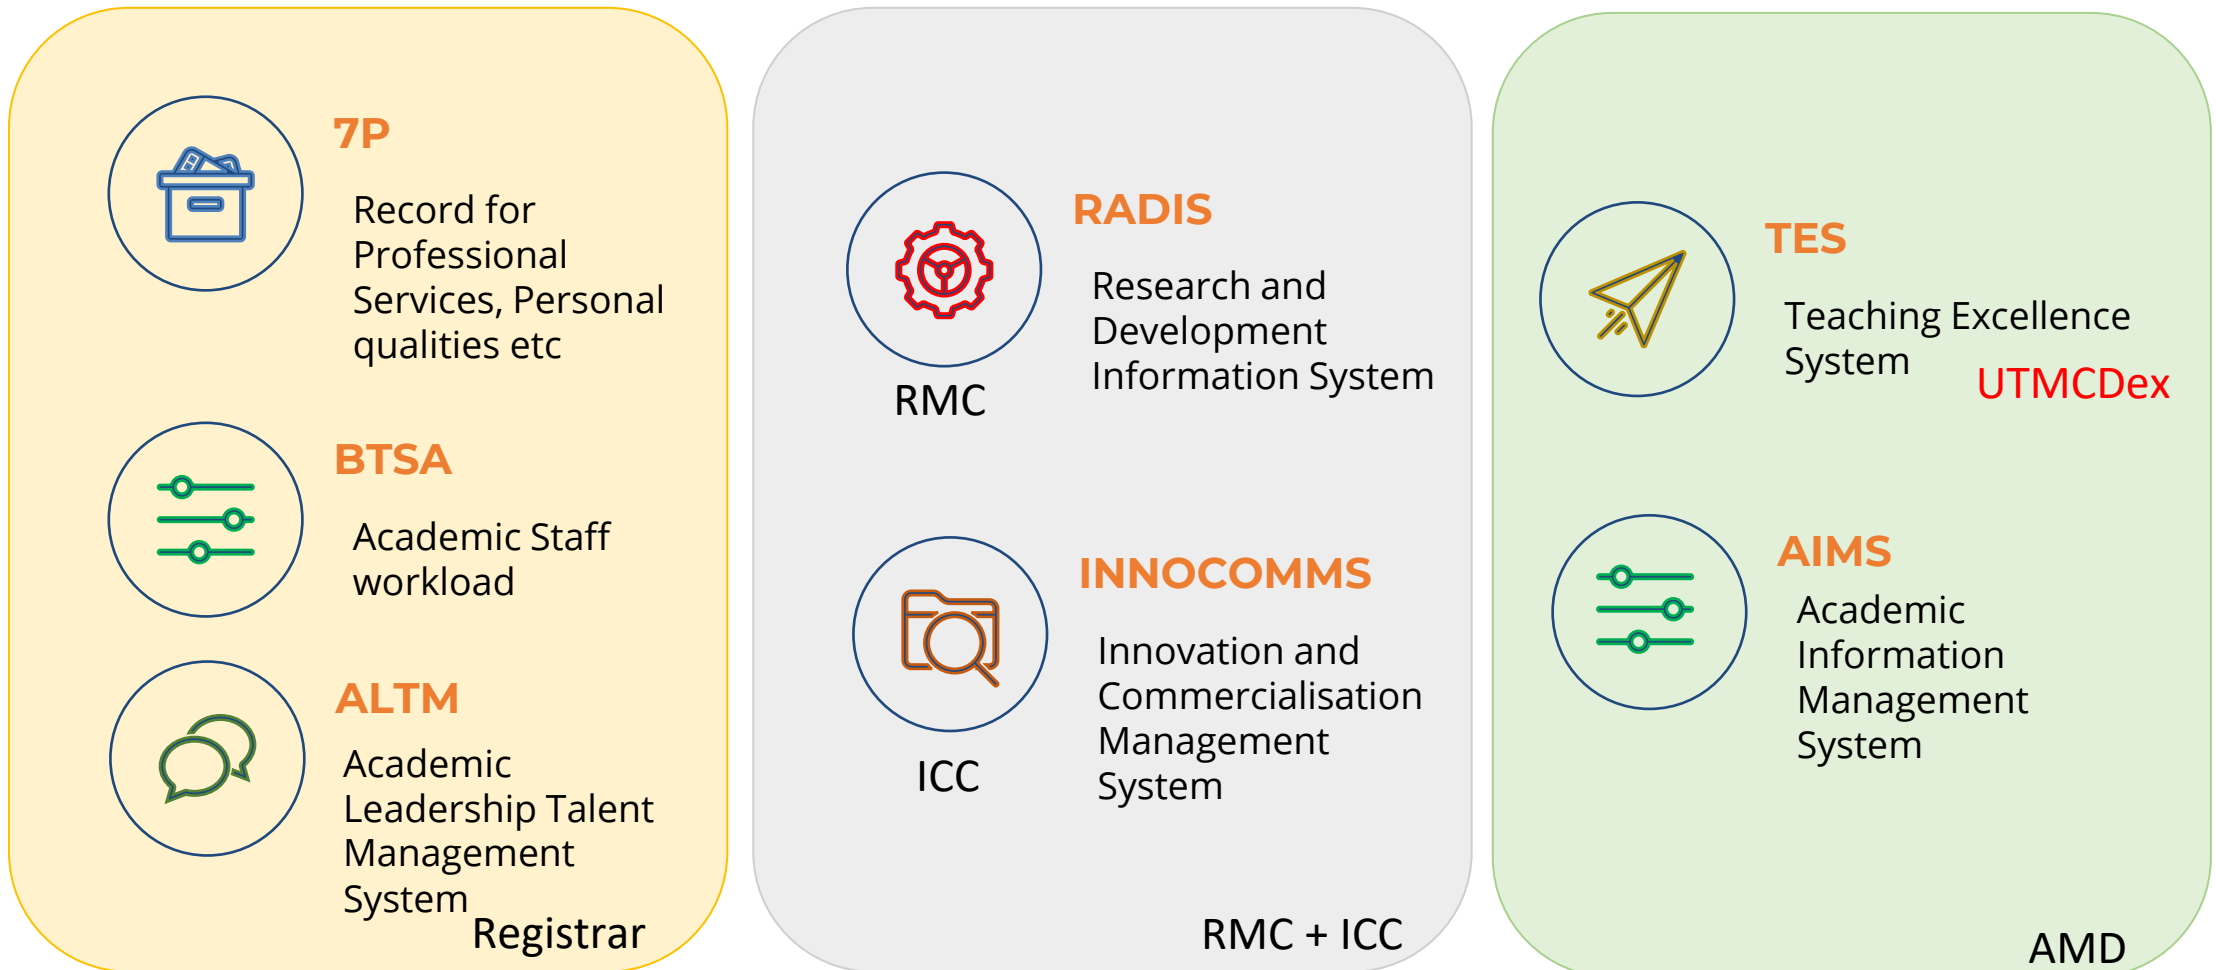 7P
Record for
Professional
Services, Personal
qualities etc
BTSA
Academic Staff
workload
ALTM
Academic
Leadership Talent
Management
System
Registrar
RADIS
Research and
Development
Information System
RMC
INNOCOMMS
Innovation and
Commercialisation
Management
System
ICC
RMC + ICC
TES
Teaching Excellence
System
UTMCDex
AIMS
Academic
Information
Management
System
AMD